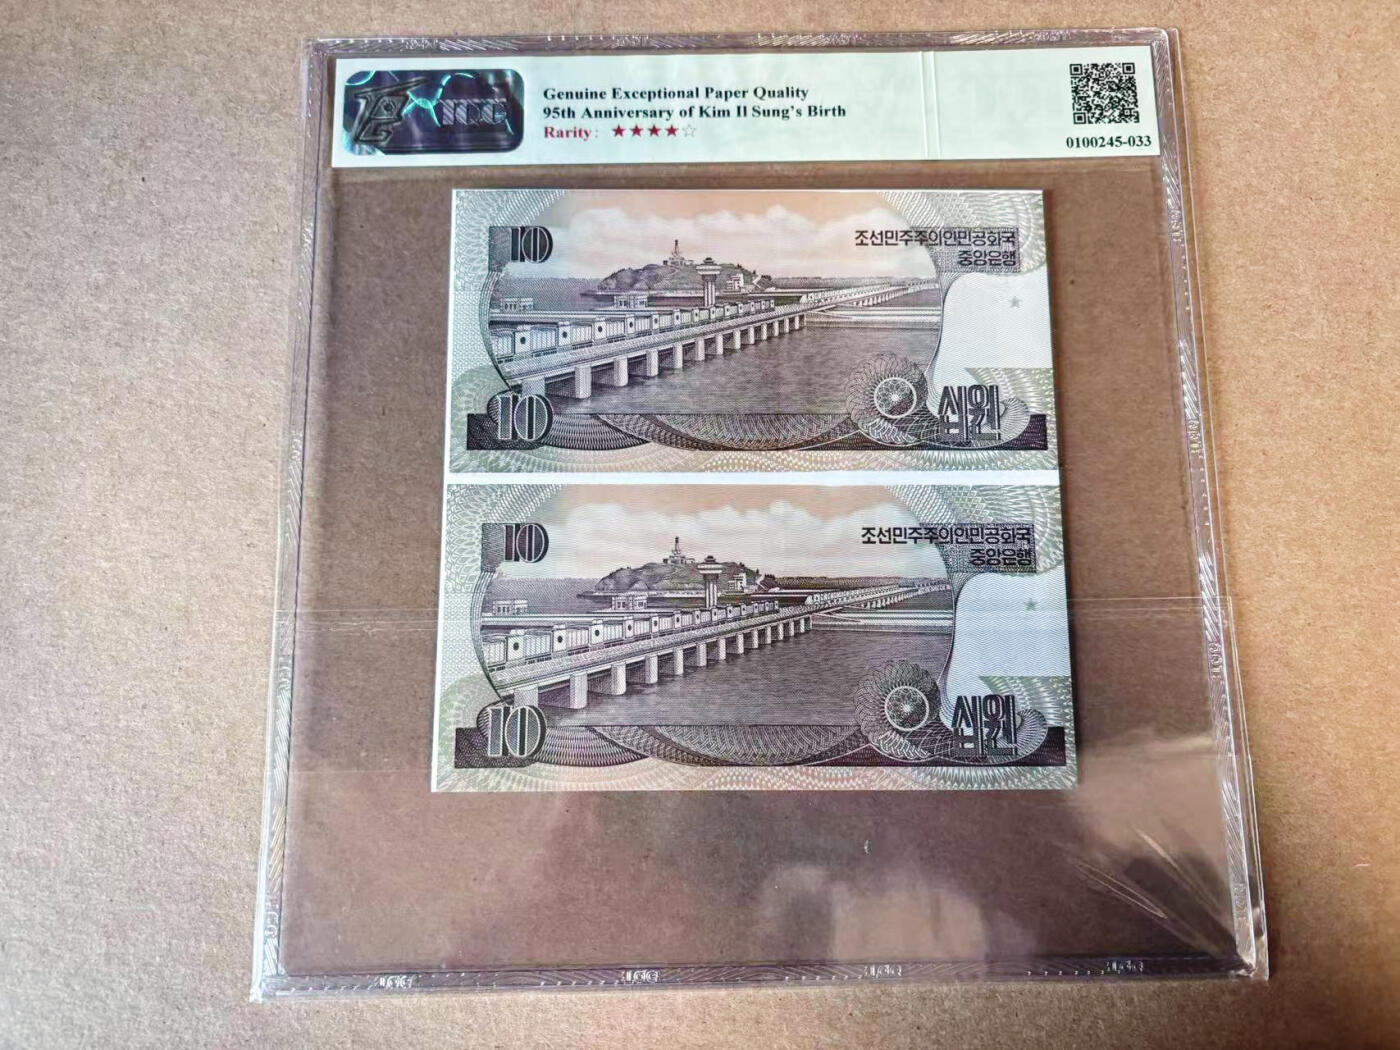 Genuine Exceptional Paper Quality
95th Anniversary of Kim Il Sung's Birth
Rarity: ★★★★☆
0100245-033
10
조선민주주의인민공화국
중앙은행
10
십원
10
조선민주주의인민공화국
중앙은행
10
십원